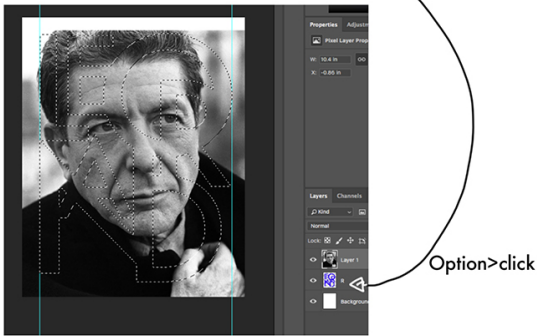 Properties Adjustm
Pixel Layer Prop
W: 10.4 in
X: -0.86 in
Layers Channels
Kind
Normal
Lock:
Layer 1
R
Background
Option>click